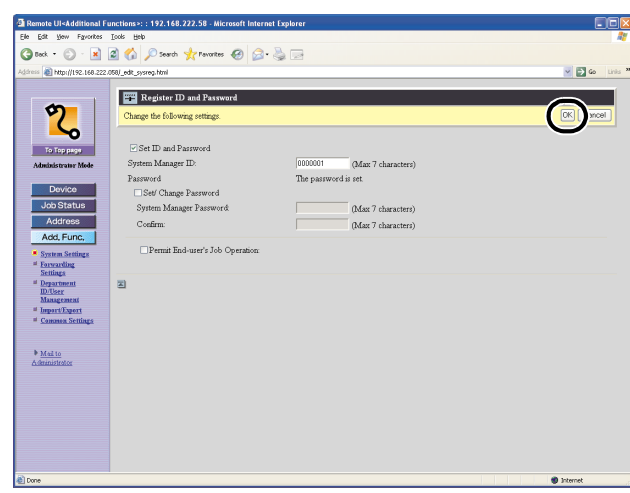 Remote UI<Additional Functions>: : 192.168.222.58 - Microsoft Internet Explorer
File Edit View Favorites Tools Help
Back Search Favorites
Address http://192.168.222.058/_edit_sysreg.html Go Links »
Register ID and Password
Change the following settings.
OK Cancel
To Top page
Administrator Mode
Device
Job Status
Address
Add. Func.
System Settings
Forwarding
Settings
Department
ID/User
Management
Import/Export
Common Settings
Mail to
Administrator
Set ID and Password
System Manager ID: 0000001 (Max 7 characters)
Password The password is set.
Set/ Change Password
System Manager Password: (Max 7 characters)
Confirm: (Max 7 characters)
Permit End-user's Job Operation:
Done Internet